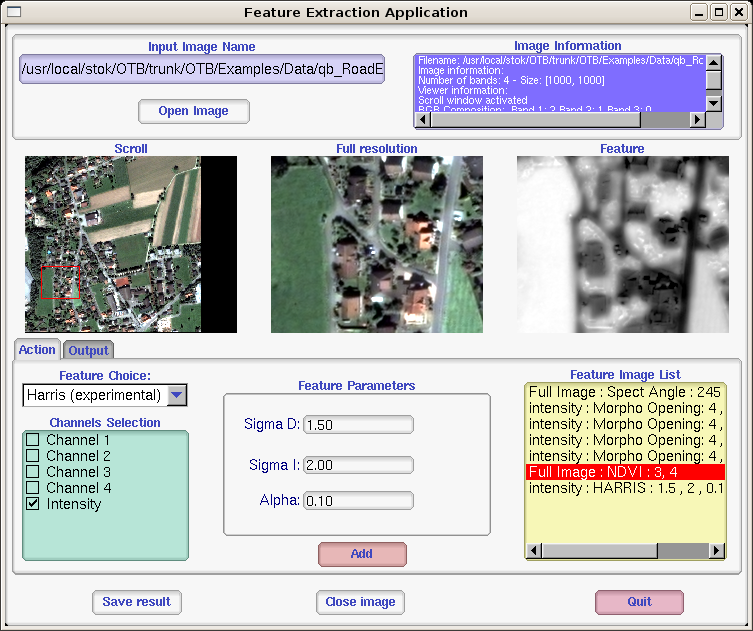 Feature Extraction Application
Input Image Name
/usr/local/stok/OTB/trunk/OTB/Examples/Data/qb_RoadE
Open Image
Image Information
Filename: /usr/local/stok/OTB/trunk/OTB/Examples/Data/qb_Rc
Image information:
Number of bands: 4 - Size: [1000, 1000]
Viewer information:
Scroll window activated
RGB Composition: Band 1: 2 Band 2: 1 Band 3: 0
Scroll
Full resolution
Feature
Action
Output
Feature Choice:
Harris (experimental)
Channels Selection
Channel 1
Channel 2
Channel 3
Channel 4
Intensity
Feature Parameters
Sigma D: 1.50
Sigma I: 2.00
Alpha: 0.10
Add
Feature Image List
Full Image : Spect Angle : 245
intensity : Morpho Opening: 4 ,
intensity : Morpho Opening: 4 ,
intensity : Morpho Opening: 4 ,
intensity : Morpho Opening: 4 ,
Full Image : NDVI : 3, 4
intensity : HARRIS : 1.5 , 2 , 0.1
Save result
Close image
Quit